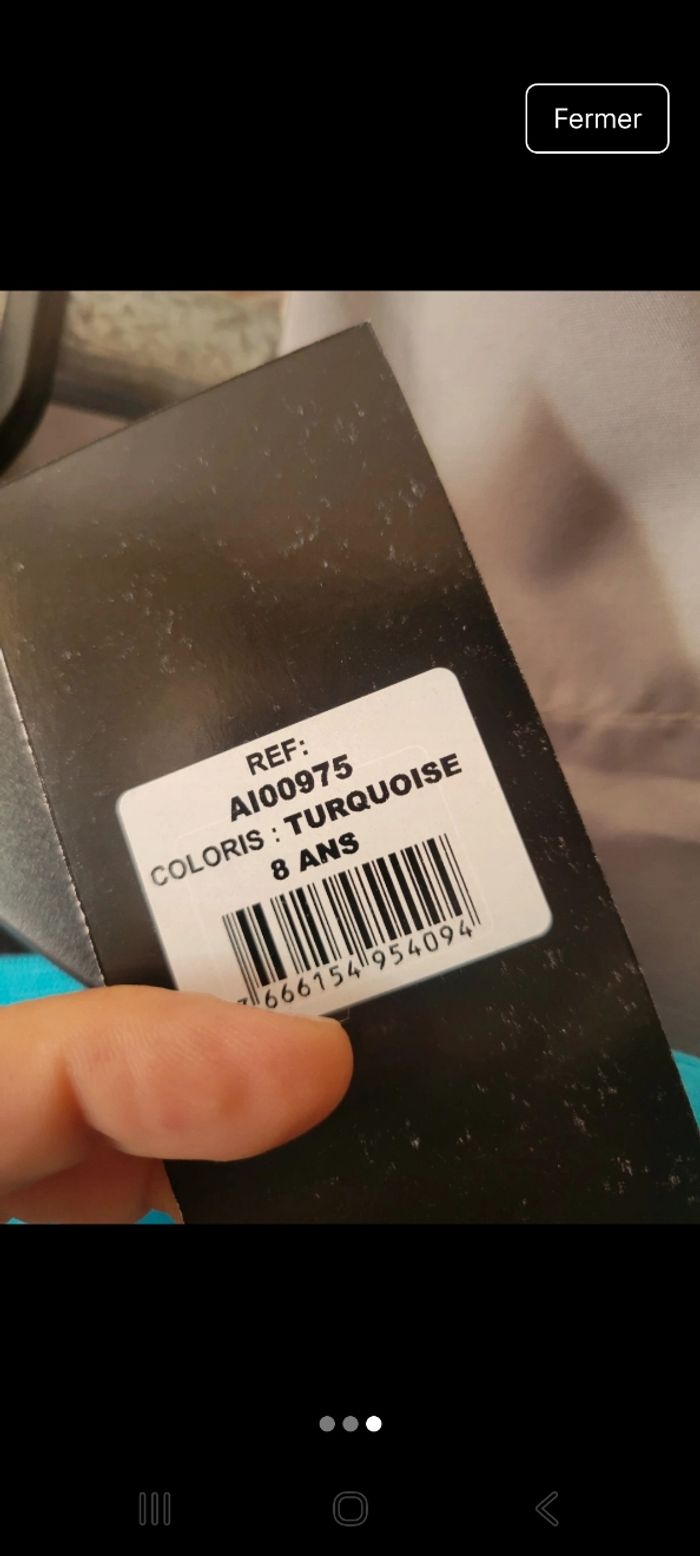 Fermer
REF:
AI00975
COLORIS : TURQUOISE
8 ANS
666154 954094